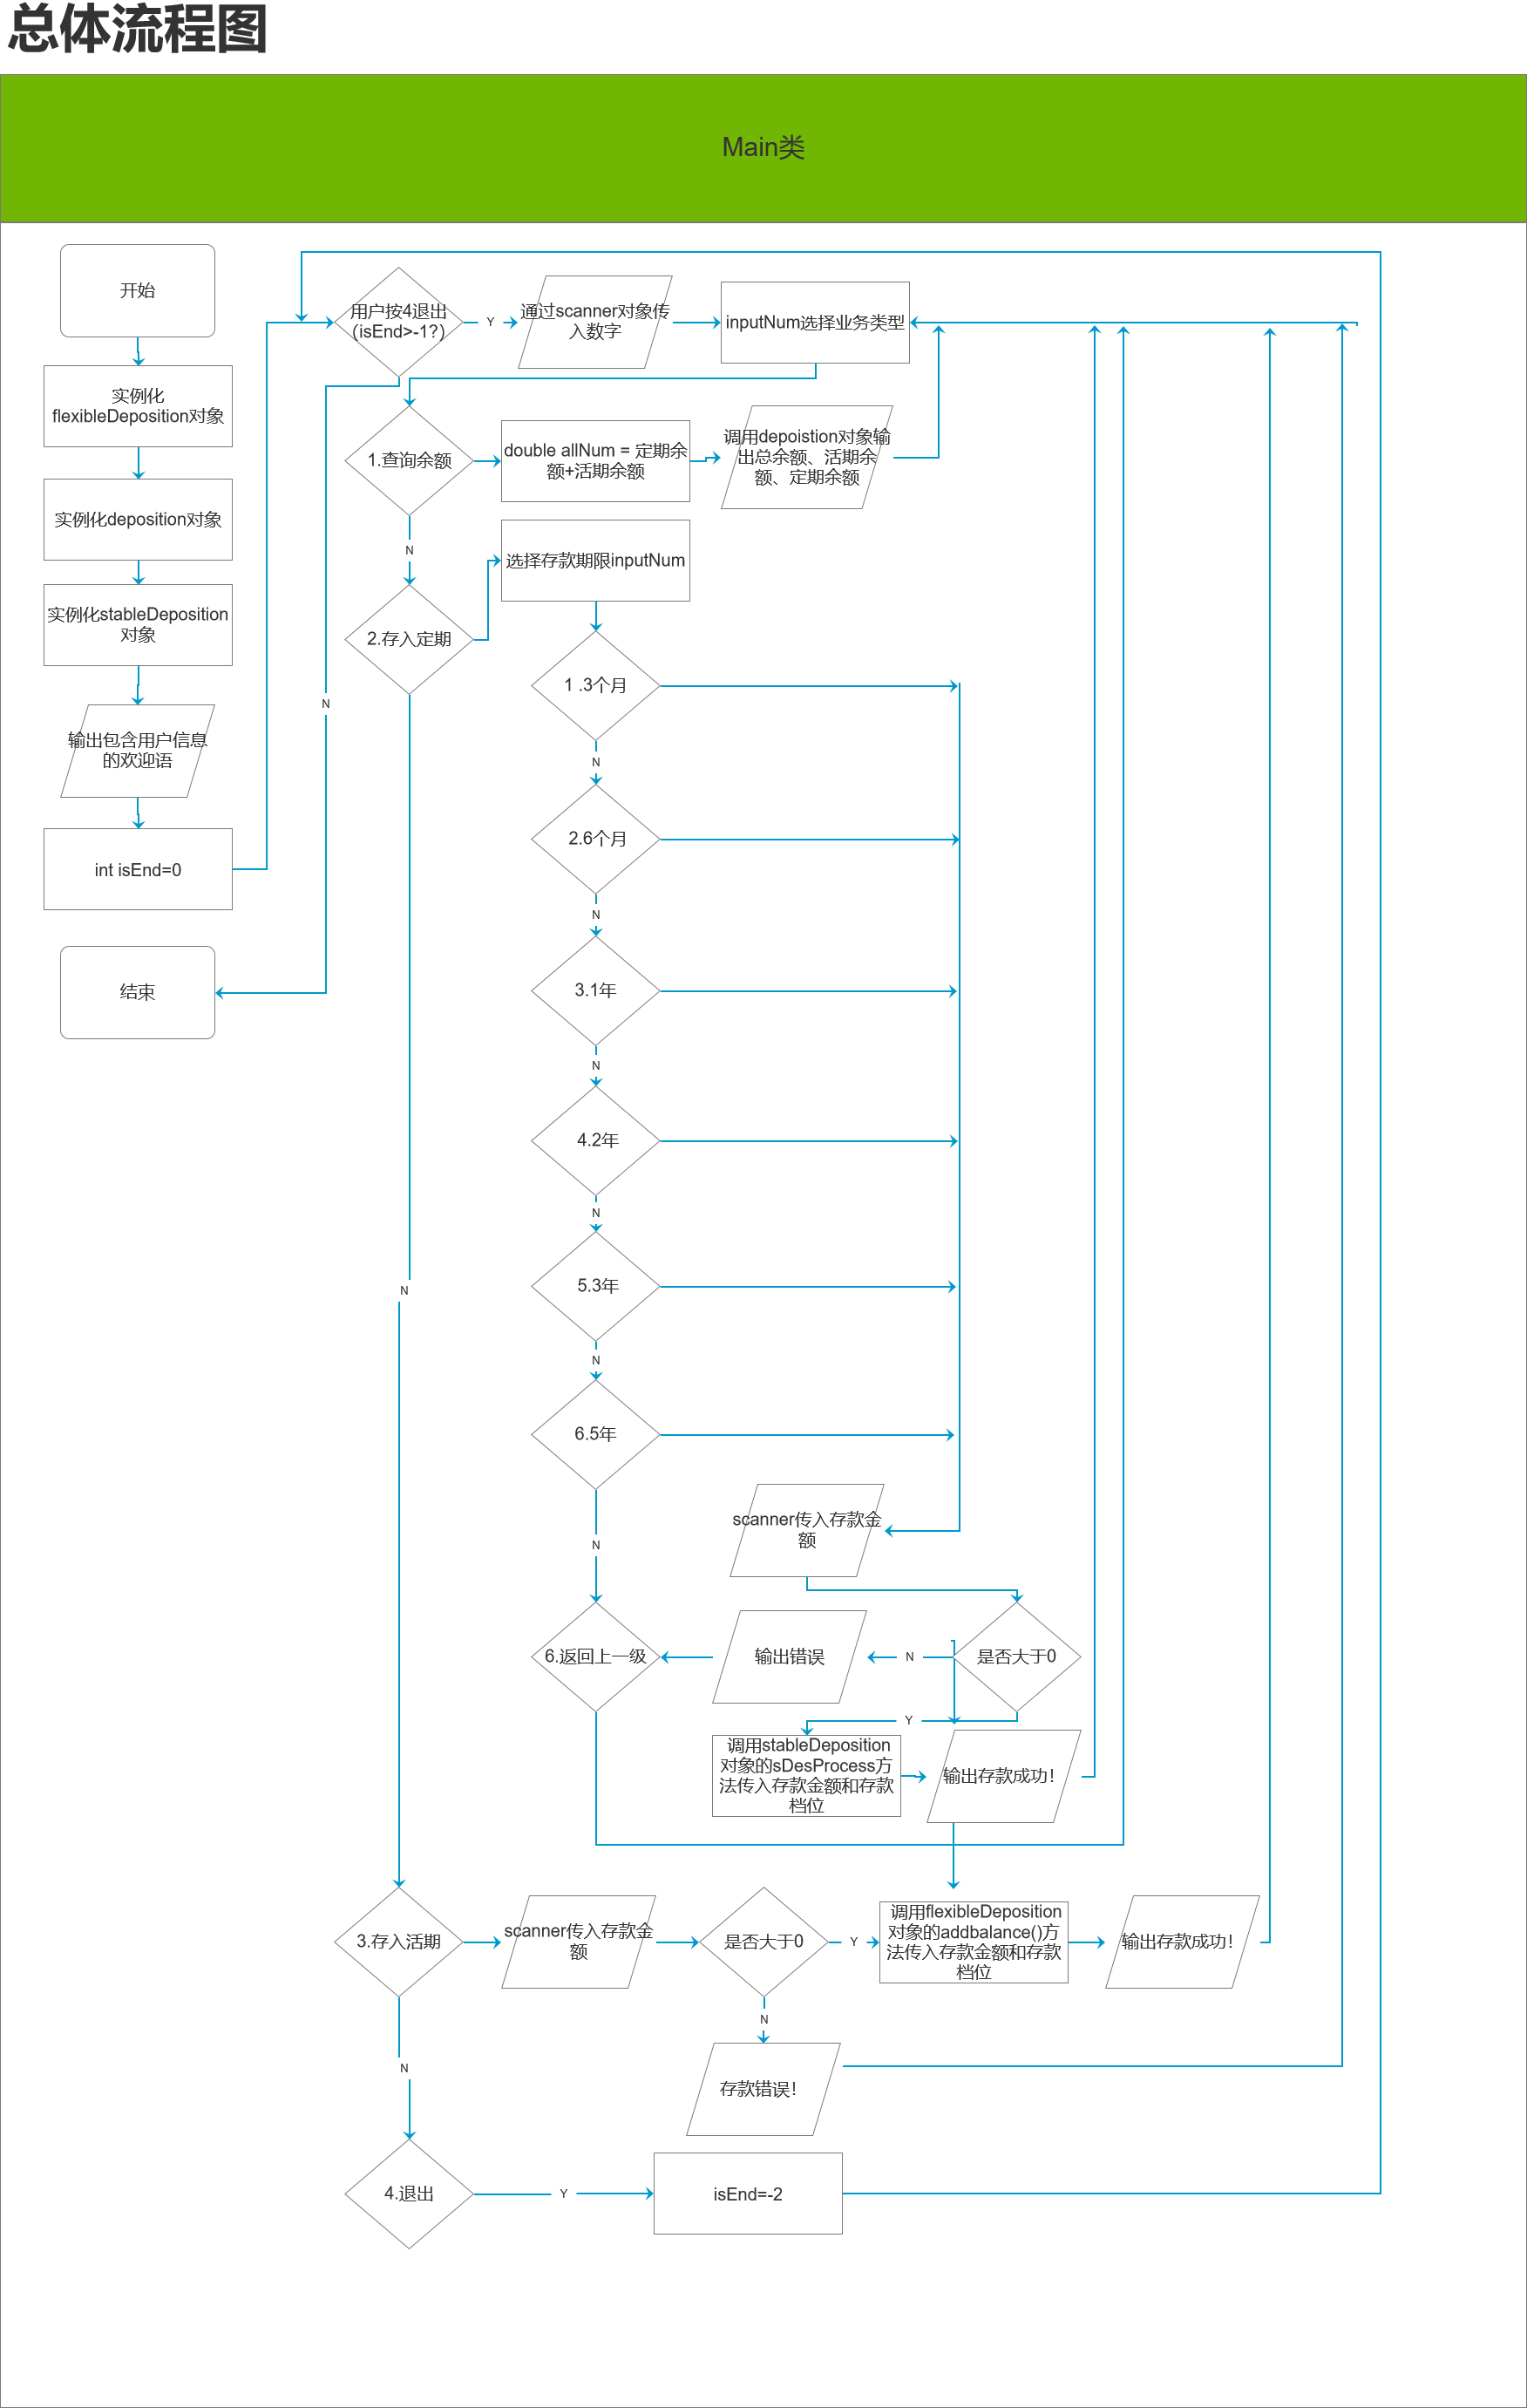 总体流程图
Main类
开始
实例化
flexibleDeposition对象
实例化deposition对象
实例化stableDeposition
对象
输出包含用户信息
的欢迎语
int isEnd=0
结束
用户按4退出
（isEnd>-1?）
Y
通过scanner对象传
入数字
inputNum选择业务类型
1.查询余额
double allNum = 定期余
额+活期余额
调用depoistion对象输
出总余额、活期余
额、定期余额
N
2.存入定期
选择存款期限inputNum
N
1 .3个月
N
2.6个月
N
3.1年
N
4.2年
N
5.3年
N
N
6.5年
scanner传入存款金
额
N
6.返回上一级
输出错误
N
是否大于0
Y
调用stableDeposition
对象的sDesProcess方
法传入存款金额和存款
档位
输出存款成功！
3.存入活期
scanner传入存款金
额
是否大于0
Y
调用flexibleDeposition
对象的addbalance()方
法传入存款金额和存款
档位
输出存款成功！
N
N
存款错误！
4.退出
Y
isEnd=-2